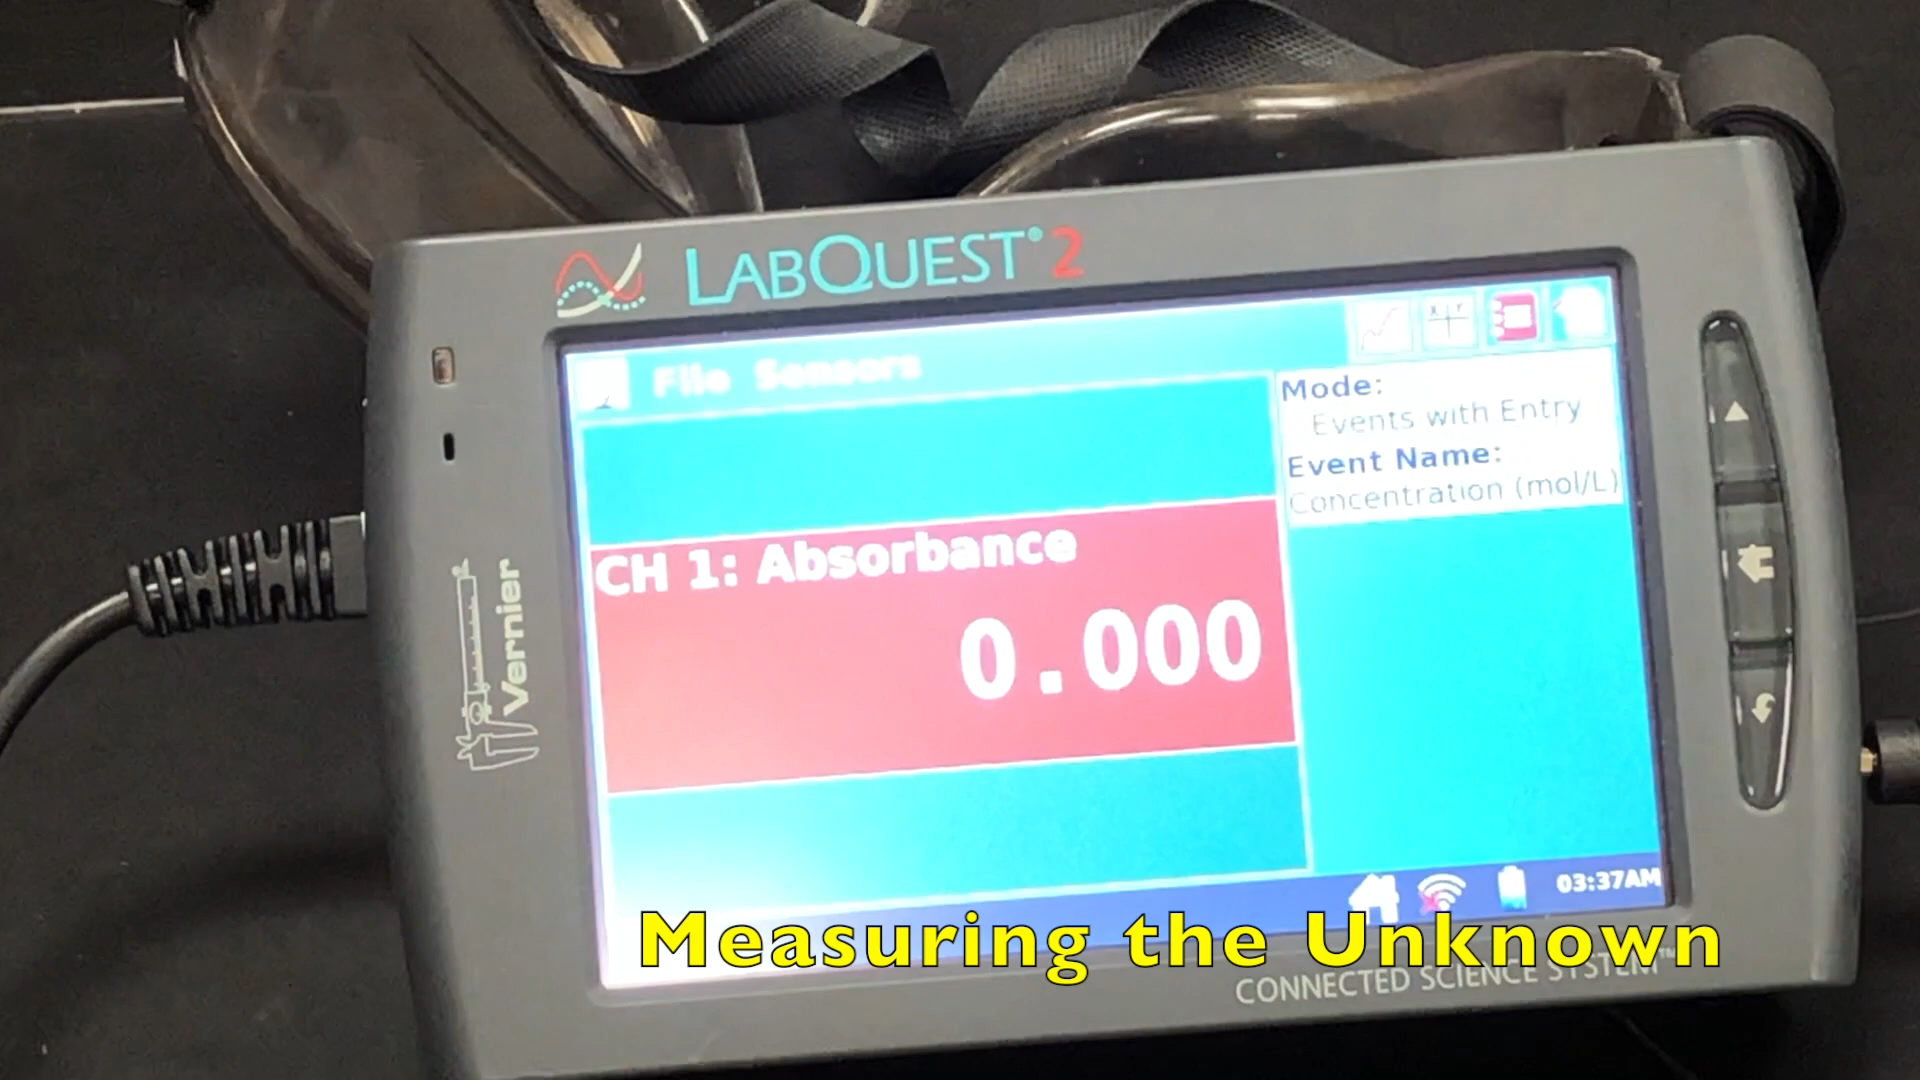 LABQUEST® 2
File Sensors
X Y
Mode:
Events with Entry
Event Name:
Concentration (mol/L)
CH 1: Absorbance
0.000
Vernier
03:37AM
Measuring the Unknown
CONNECTED SCIENCE SYSTEM™